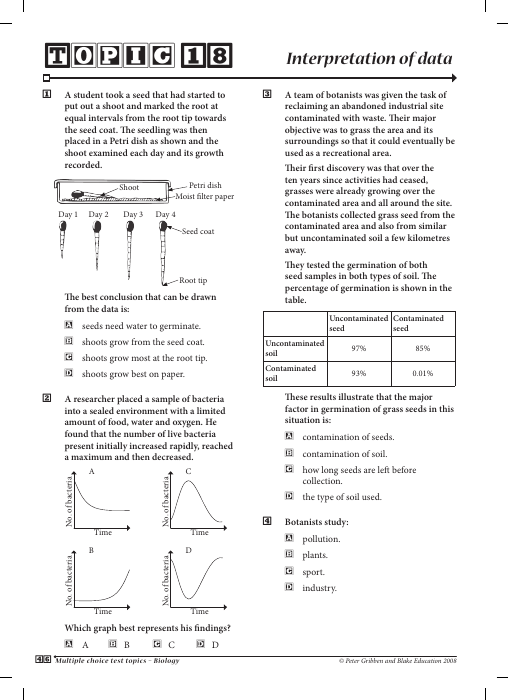 TOPIC 18
Interpretation of data
1 A student took a seed that had started to
put out a shoot and marked the root at
equal intervals from the root tip towards
the seed coat. The seedling was then
placed in a Petri dish as shown and the
shoot examined each day and its growth
recorded.
Shoot
Petri dish
Moist filter paper
Day 1 Day 2 Day 3 Day 4
Seed coat
Root tip
The best conclusion that can be drawn
from the data is:
A seeds need water to germinate.
B shoots grow from the seed coat.
C shoots grow most at the root tip.
D shoots grow best on paper.
2 A researcher placed a sample of bacteria
into a sealed environment with a limited
amount of food, water and oxygen. He
found that the number of live bacteria
present initially increased rapidly, reached
a maximum and then decreased.
A
No. of bacteria
Time
C
No. of bacteria
Time
B
No. of bacteria
Time
D
No. of bacteria
Time
Which graph best represents his findings?
A A B B C C D D
3 A team of botanists was given the task of
reclaiming an abandoned industrial site
contaminated with waste. Their major
objective was to grass the area and its
surroundings so that it could eventually be
used as a recreational area.
Their first discovery was that over the
ten years since activities had ceased,
grasses were already growing over the
contaminated area and all around the site.
The botanists collected grass seed from the
contaminated area and also from similar
but uncontaminated soil a few kilometres
away.
They tested the germination of both
seed samples in both types of soil. The
percentage of germination is shown in the
table.
Uncontaminated Contaminated
seed seed
Uncontaminated
soil 97% 85%
Contaminated
soil 93% 0.01%
These results illustrate that the major
factor in germination of grass seeds in this
situation is:
A contamination of seeds.
B contamination of soil.
C how long seeds are left before
collection.
D the type of soil used.
4 Botanists study:
A pollution.
B plants.
C sport.
D industry.
46 Multiple choice test topics – Biology
© Peter Gribben and Blake Education 2008